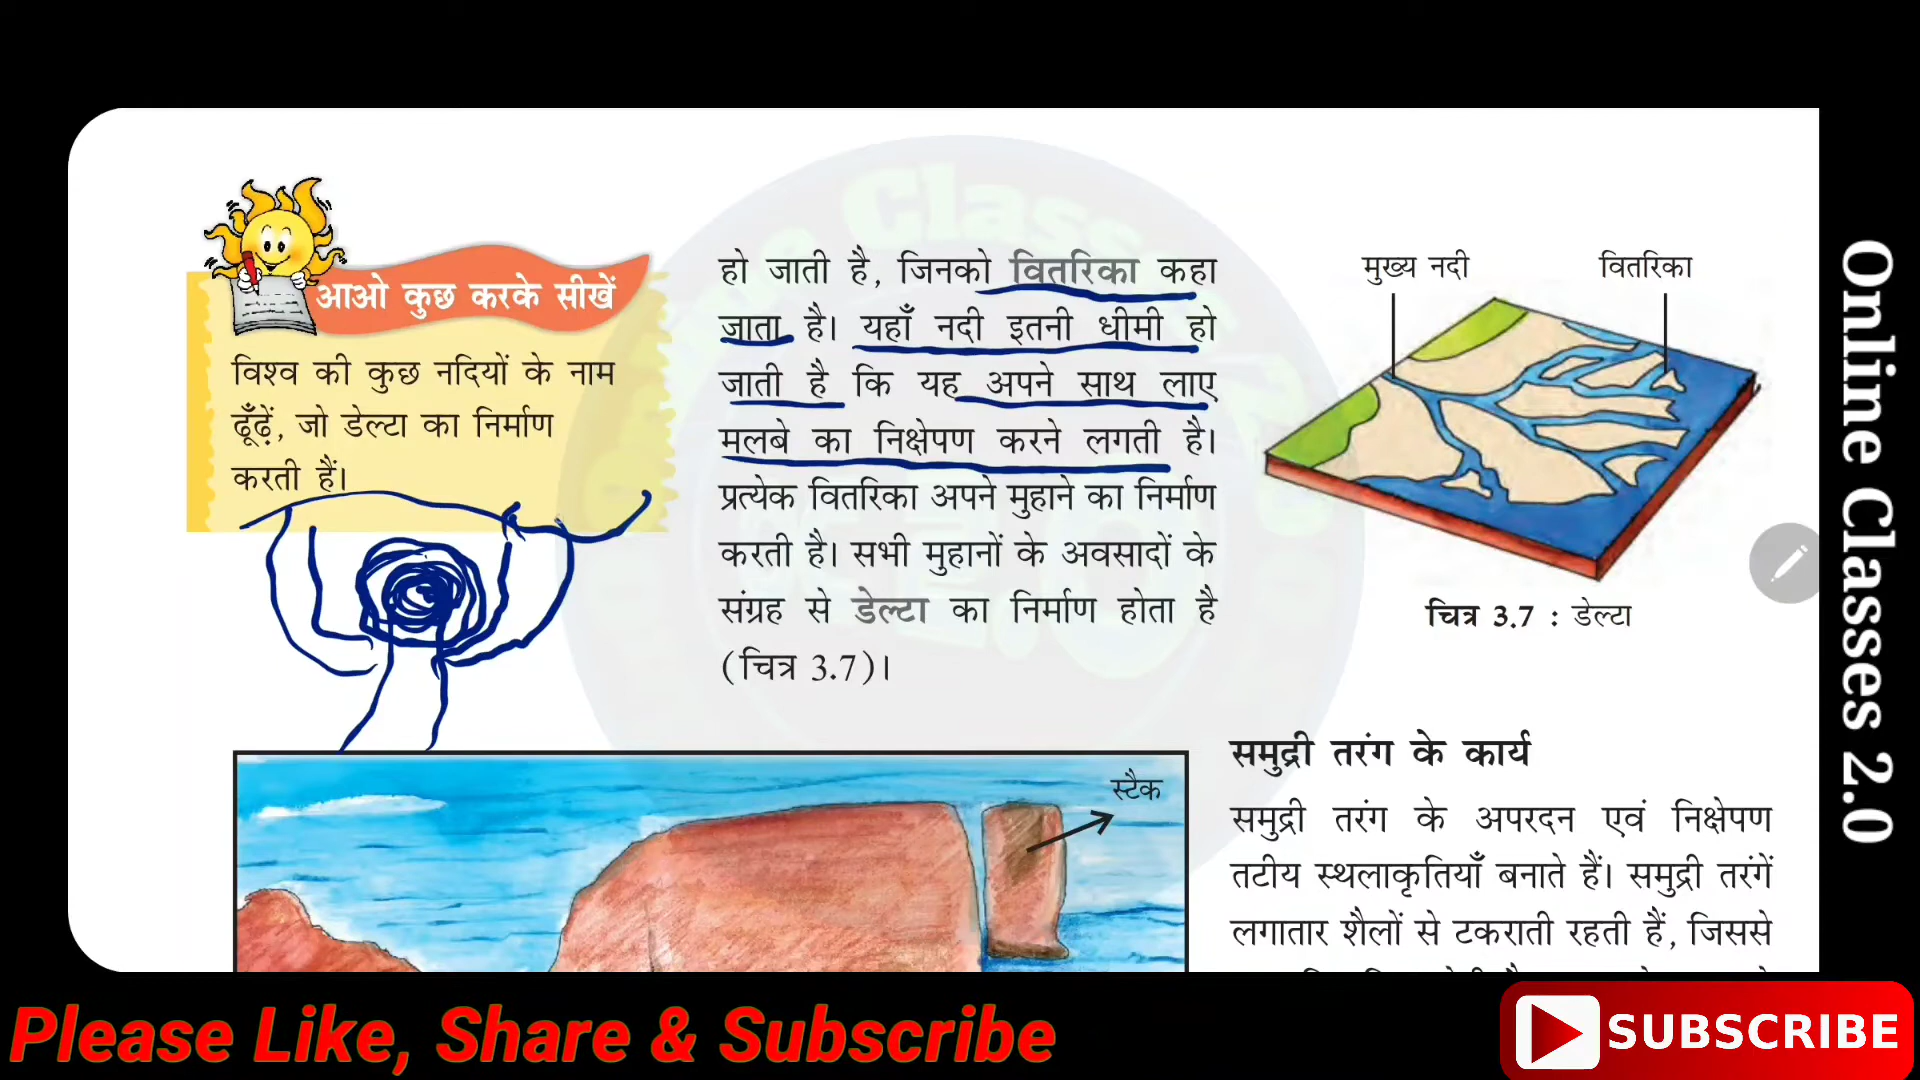 आओ कुछ करके सीखें
विश्व की कुछ नदियों के नाम
ढूँढ़ें, जो डेल्टा का निर्माण
करती हैं।
हो जाती है, जिनको वितरिका कहा
जाता है। यहाँ नदी इतनी धीमी हो
जाती है कि यह अपने साथ लाए
मलबे का निक्षेपण करने लगती है।
प्रत्येक वितरिका अपने मुहाने का निर्माण
करती है। सभी मुहानों के अवसादों के
संग्रह से डेल्टा का निर्माण होता है
(चित्र 3.7)।
मुख्य नदी
वितरिका
चित्र 3.7 : डेल्टा
स्टैक
समुद्री तरंग के कार्य
समुद्री तरंग के अपरदन एवं निक्षेपण
तटीय स्थलाकृतियाँ बनाते हैं। समुद्री तरंगें
लगातार शैलों से टकराती रहती हैं, जिससे
Online Classes 2.0
Please Like, Share & Subscribe
SUBSCRIBE